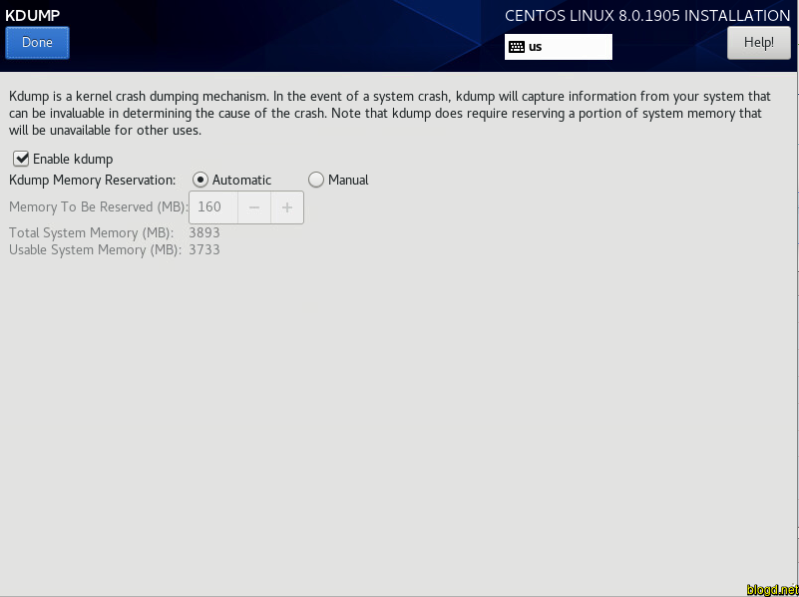 KDUMP
CENTOS LINUX 8.0.1905 INSTALLATION
Done
us
Help!
Kdump is a kernel crash dumping mechanism. In the event of a system crash, kdump will capture information from your system that
can be invaluable in determining the cause of the crash. Note that kdump does require reserving a portion of system memory that
will be unavailable for other uses.
Enable kdump
Kdump Memory Reservation: Automatic Manual
Memory To Be Reserved (MB): 160 − +
Total System Memory (MB): 3893
Usable System Memory (MB): 3733
blogd.net